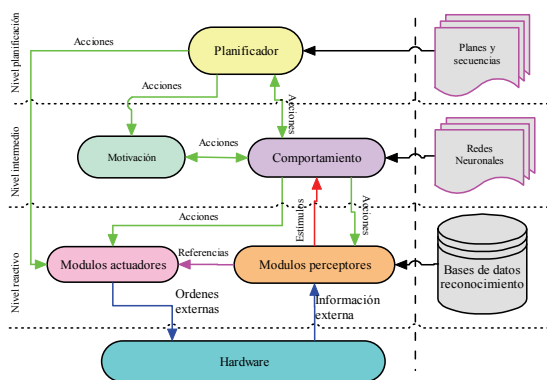 Nivel planificación
Acciones
Planificador
Planes y
secuencias
Acciones
Acciones
Nivel intermedio
Motivación
Acciones
Comportamiento
Redes
Neuronales
Acciones
Estimulos
Acciones
Nivel reactivo
Modulos actuadores
Referencias
Modulos perceptores
Bases de datos
reconocimiento
Ordenes
externas
Información
externa
Hardware